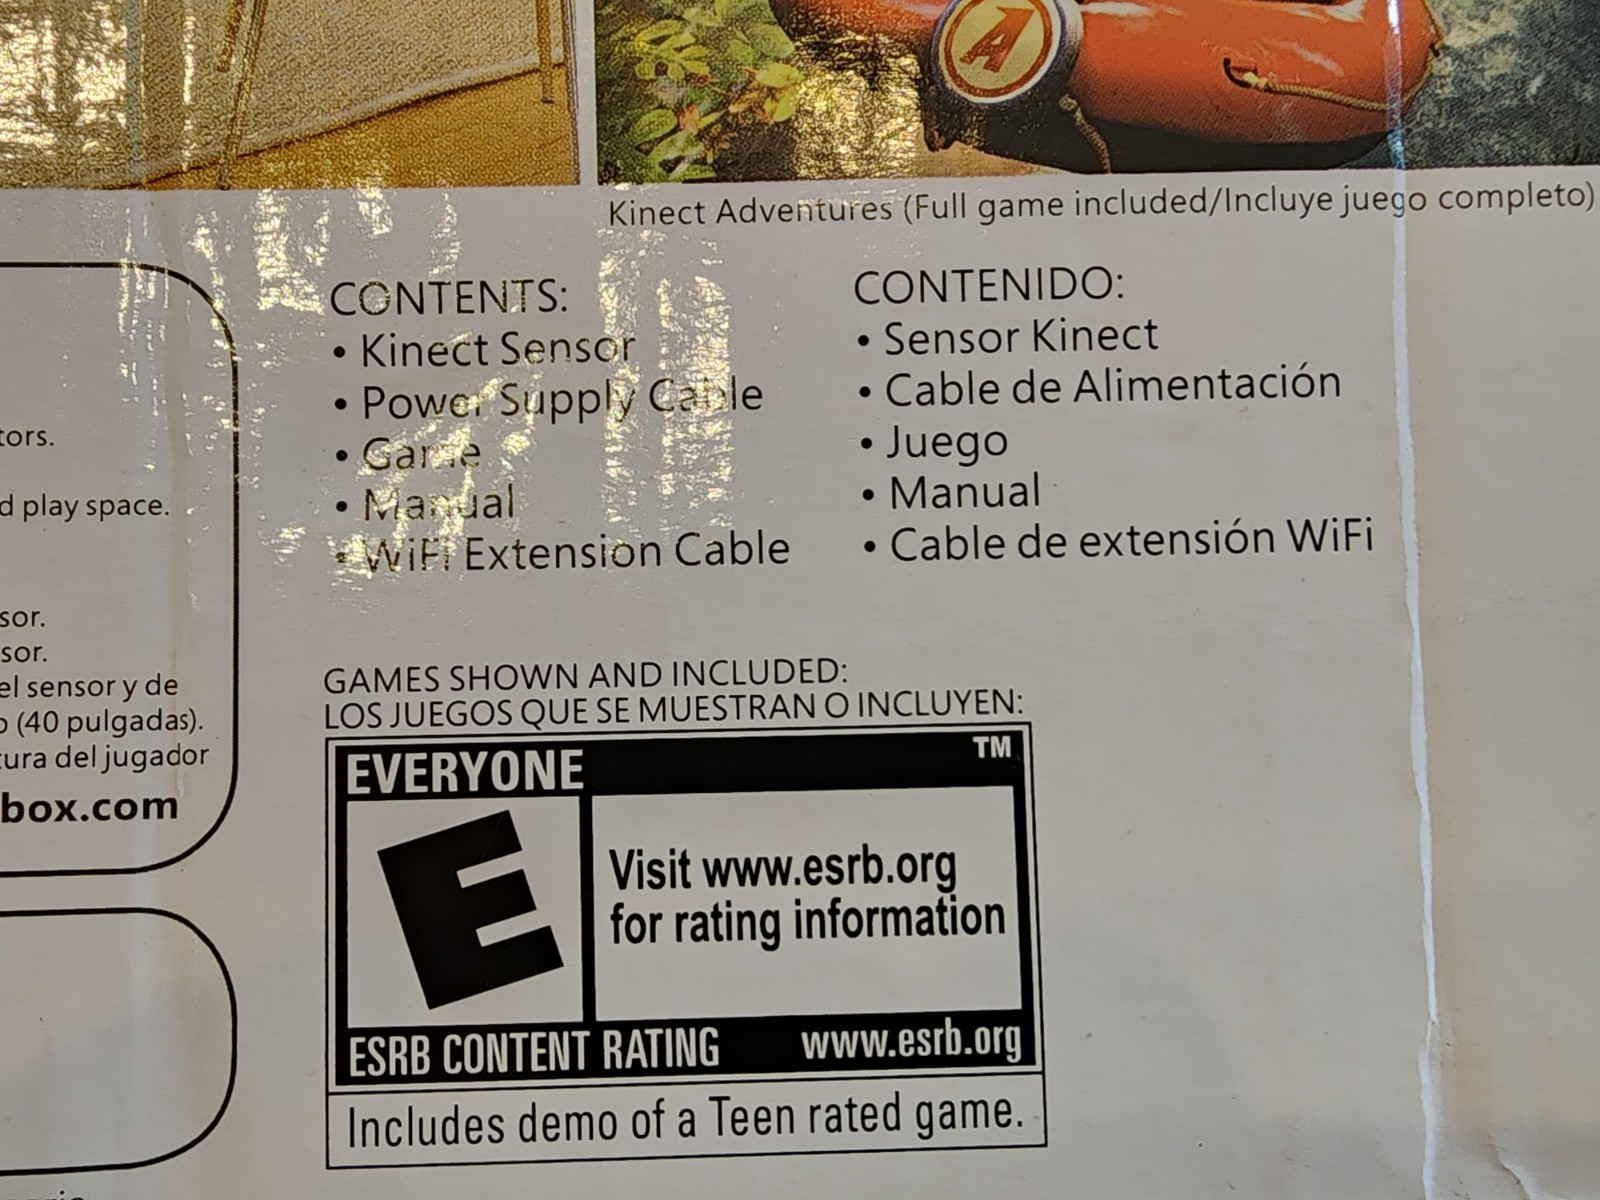 A
Kinect Adventures (Full game included/Incluye juego completo)
CONTENTS:
• Kinect Sensor
• Power Supply Cable
• Game
• Manual
• WiFi Extension Cable
CONTENIDO:
• Sensor Kinect
• Cable de Alimentación
• Juego
• Manual
• Cable de extensión WiFi
tors.
d play space.
sor.
sor.
el sensor y de
o (40 pulgadas).
tura del jugador
box.com
GAMES SHOWN AND INCLUDED:
LOS JUEGOS QUE SE MUESTRAN O INCLUYEN:
EVERYONE
TM
E
Visit www.esrb.org
for rating information
ESRB CONTENT RATING www.esrb.org
Includes demo of a Teen rated game.